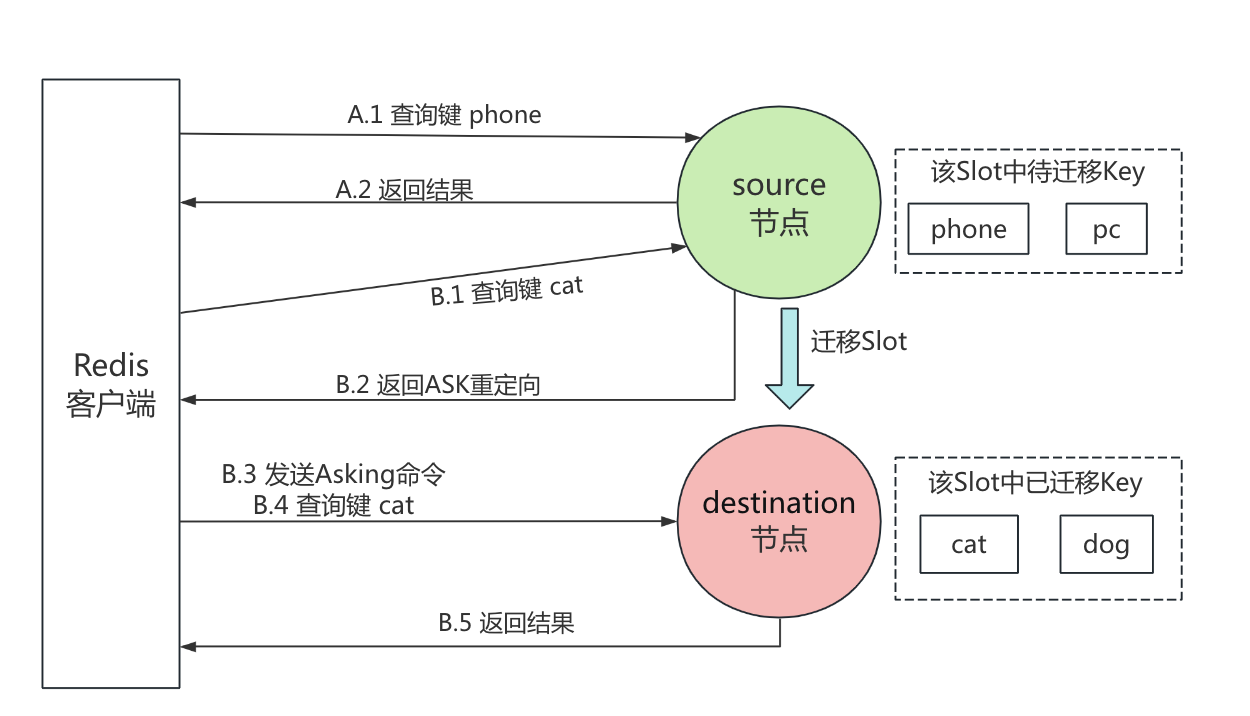 A.1 查询键 phone
A.2 返回结果
B.1 查询键 cat
B.2 返回ASK重定向
B.3 发送Asking命令
B.4 查询键 cat
B.5 返回结果
Redis
客户端
source
节点
迁移Slot
destination
节点
该Slot中待迁移Key
phone
pc
该Slot中已迁移Key
cat
dog